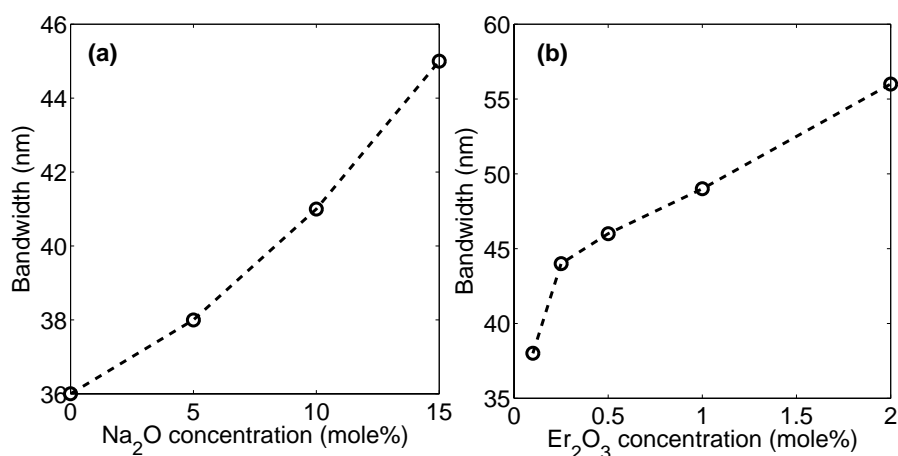 (a)
Bandwidth (nm)
46
44
42
40
38
36
0 5 10 15
Na₂O concentration (mole%)
(b)
Bandwidth (nm)
60
55
50
45
40
35
0 0.5 1 1.5 2
Er₂O₃ concentration (mole%)